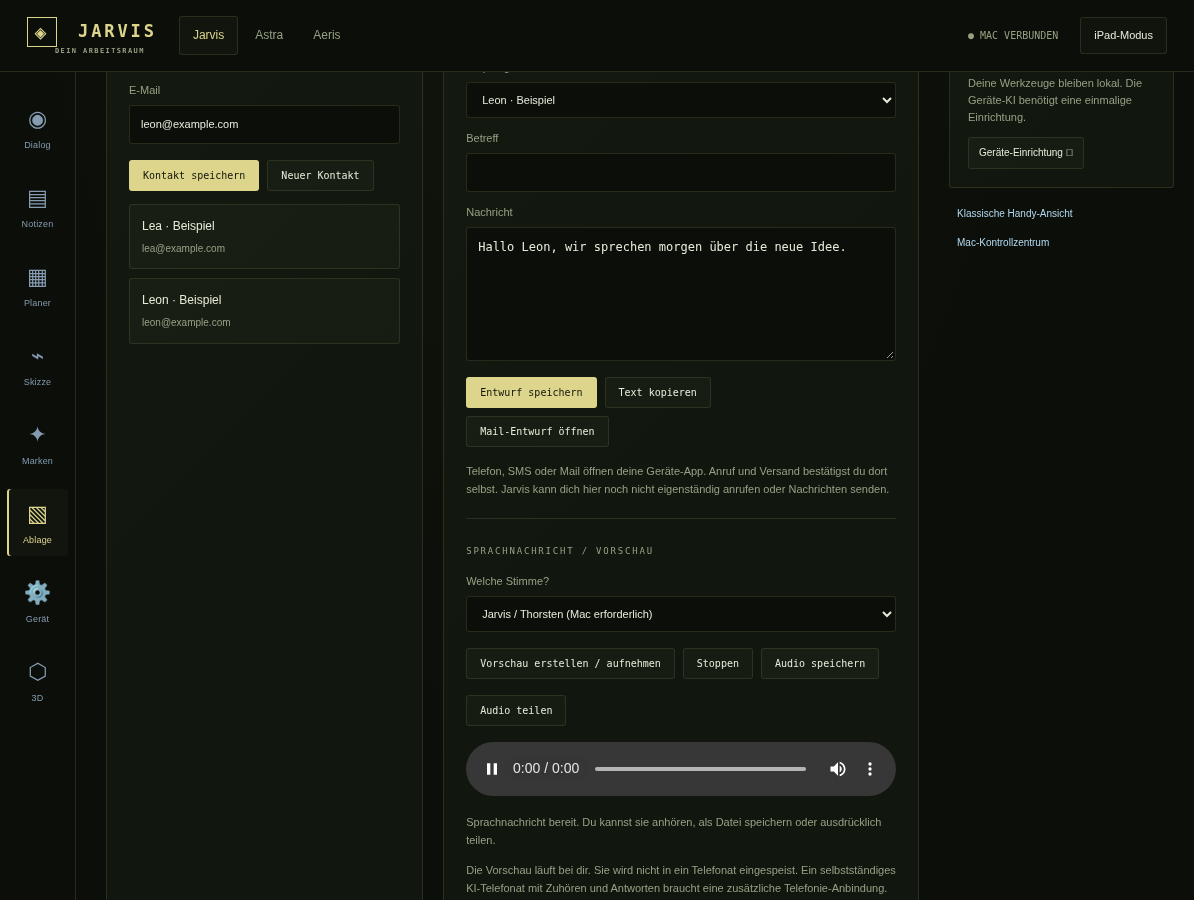 JARVIS
DEIN ARBEITSRAUM
Jarvis
Astra
Aeris
MAC VERBUNDEN
iPad-Modus
Dialog
Notizen
Planer
Skizze
Marken
Ablage
Gerät
3D
E-Mail
leon@example.com
Kontakt speichern
Neuer Kontakt
Lea · Beispiel
lea@example.com
Leon · Beispiel
leon@example.com
Leon · Beispiel
Betreff
Nachricht
Hallo Leon, wir sprechen morgen über die neue Idee.
Entwurf speichern
Text kopieren
Mail-Entwurf öffnen
Telefon, SMS oder Mail öffnen deine Geräte-App. Anruf und Versand bestätigst du dort
selbst. Jarvis kann dich hier noch nicht eigenständig anrufen oder Nachrichten senden.
SPRACHNACHRICHT / VORSCHAU
Welche Stimme?
Jarvis / Thorsten (Mac erforderlich)
Vorschau erstellen / aufnehmen
Stoppen
Audio speichern
Audio teilen
0:00 / 0:00
Sprachnachricht bereit. Du kannst sie anhören, als Datei speichern oder ausdrücklich
teilen.
Die Vorschau läuft bei dir. Sie wird nicht in ein Telefonat eingespeist. Ein selbstständiges
KI-Telefonat mit Zuhören und Antworten braucht eine zusätzliche Telefonie-Anbindung.
Deine Werkzeuge bleiben lokal. Die
Geräte-KI benötigt eine einmalige
Einrichtung.
Geräte-Einrichtung
Klassische Handy-Ansicht
Mac-Kontrollzentrum